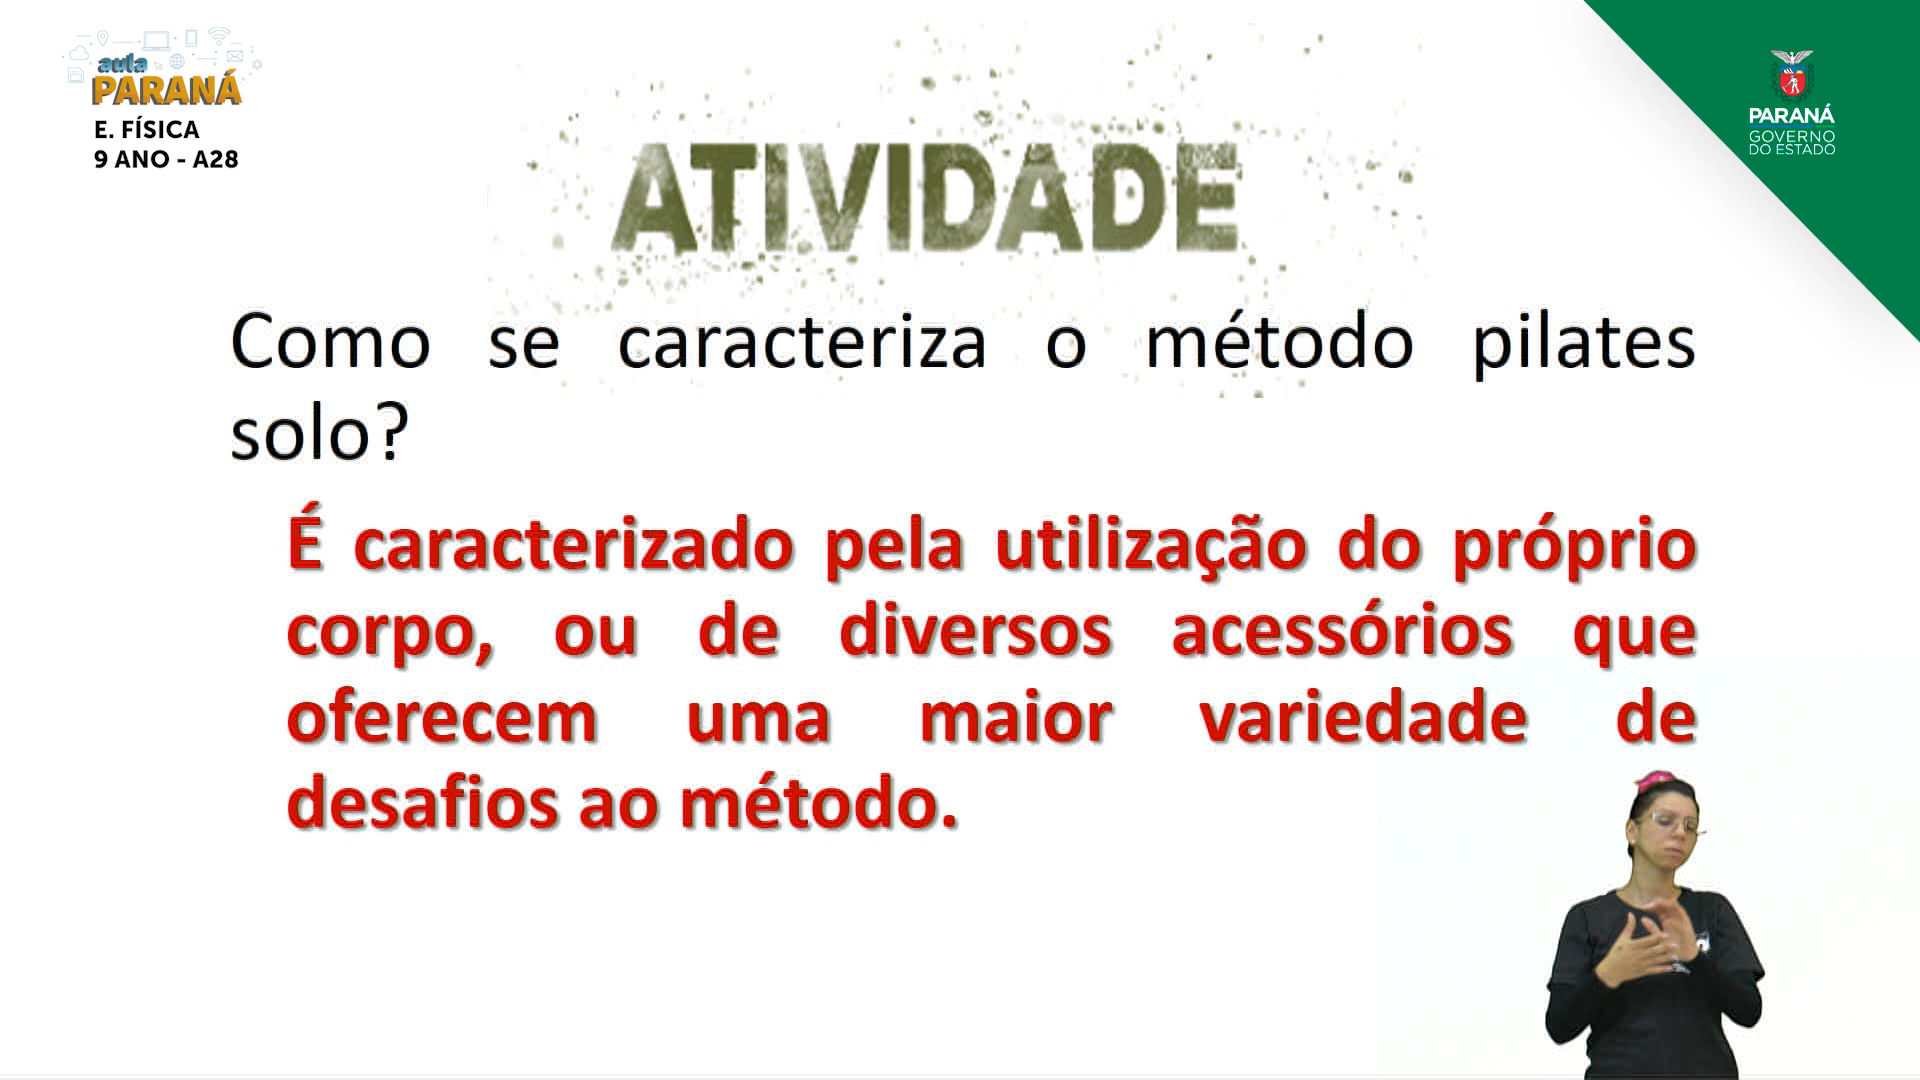 aula
PARANÁ
E. FÍSICA
9 ANO - A28
PARANÁ
GOVERNO
DO ESTADO
ATIVIDADE
Como se caracteriza o método pilates
solo?
É caracterizado pela utilização do próprio
corpo, ou de diversos acessórios que
oferecem uma maior variedade de
desafios ao método.